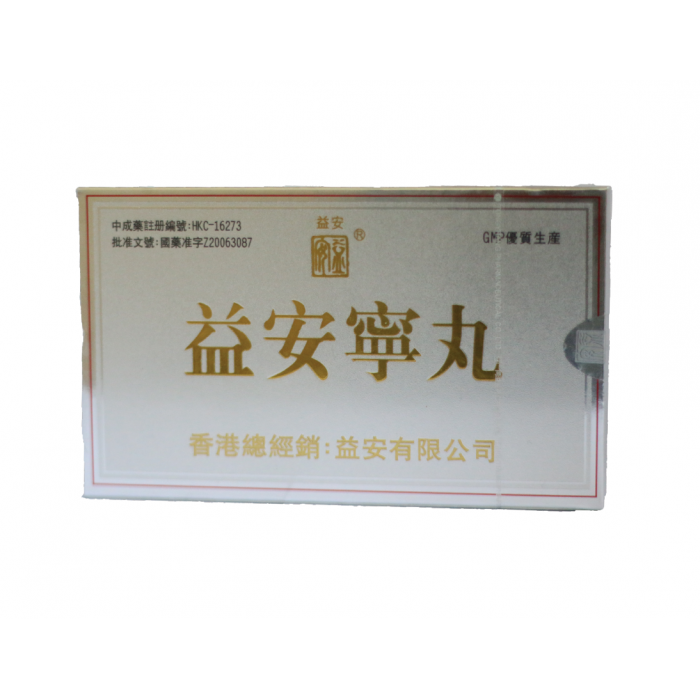 中成藥註册編號:HKC-16273
批准文號:國藥准字Z20063087
益安
®
GMP優質生産
益安寧丸
香港總經銷:益安有限公司